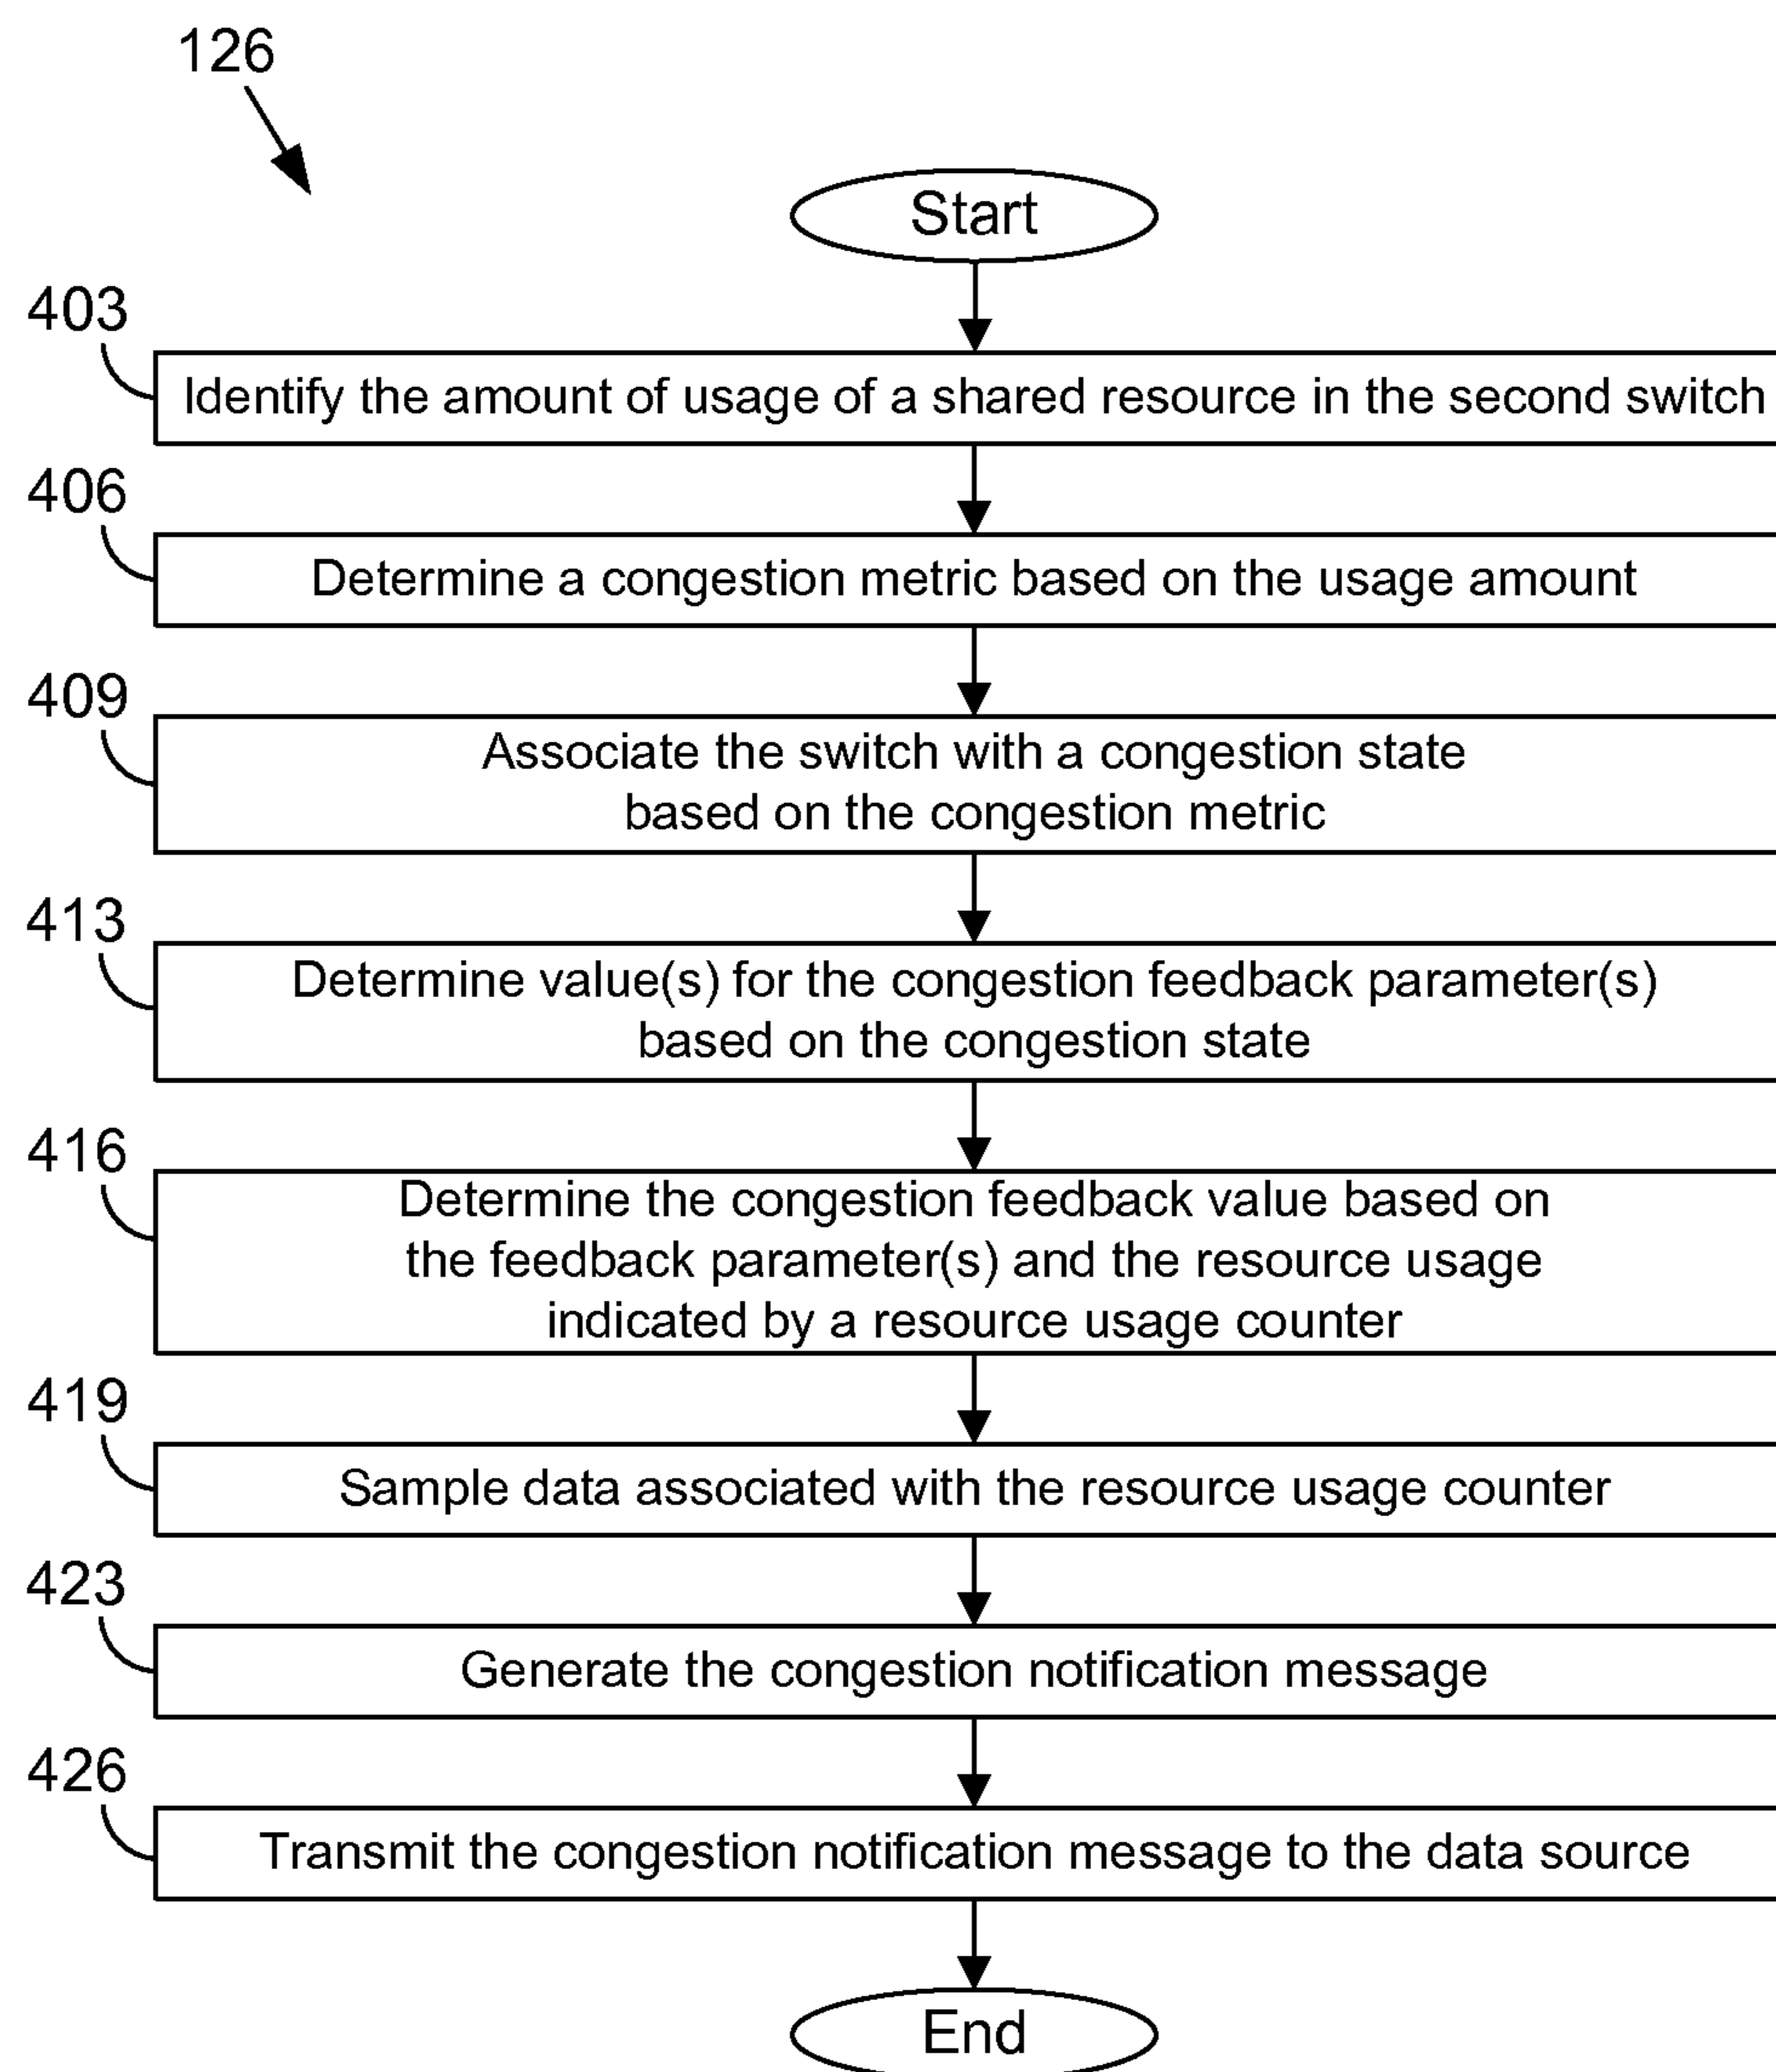 126
Start
403
Identify the amount of usage of a shared resource in the second switch
406
Determine a congestion metric based on the usage amount
409
Associate the switch with a congestion state
based on the congestion metric
413
Determine value(s) for the congestion feedback parameter(s)
based on the congestion state
416
Determine the congestion feedback value based on
the feedback parameter(s) and the resource usage
indicated by a resource usage counter
419
Sample data associated with the resource usage counter
423
Generate the congestion notification message
426
Transmit the congestion notification message to the data source
End